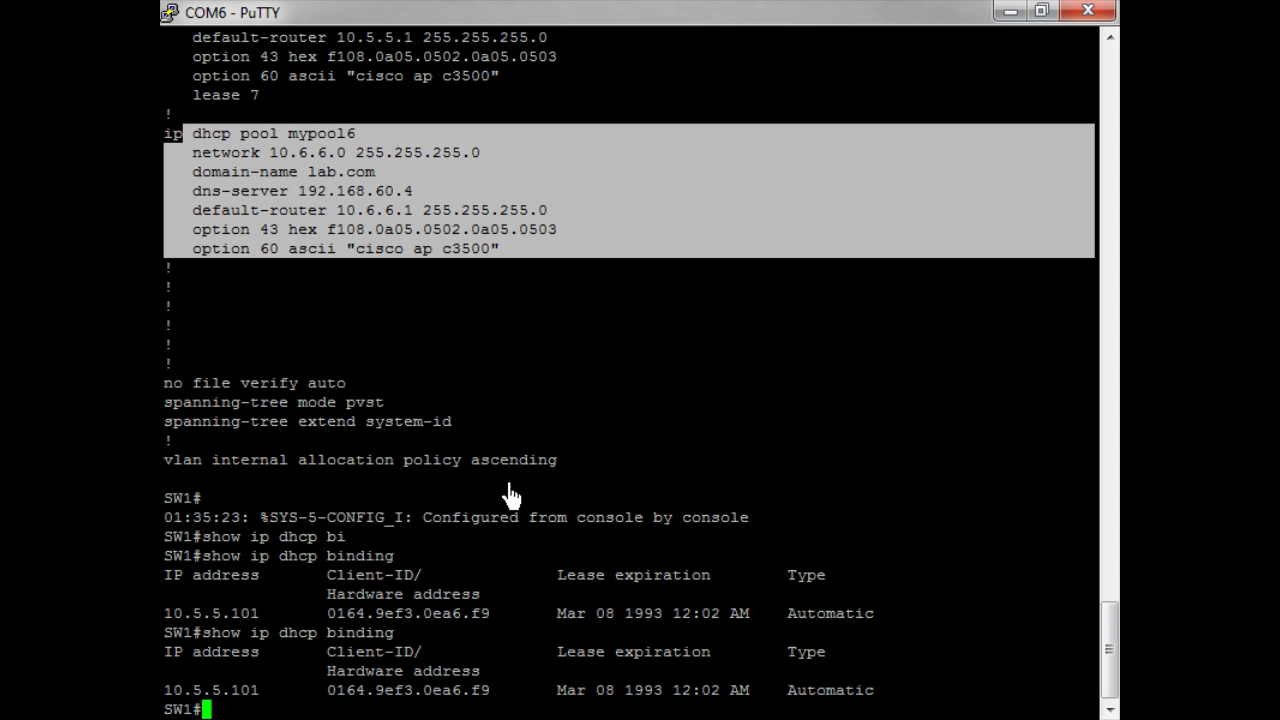 COM6 - PuTTY
default-router 10.5.5.1 255.255.255.0
option 43 hex f108.0a05.0502.0a05.0503
option 60 ascii "cisco ap c3500"
lease 7
!
ip dhcp pool mypool6
network 10.6.6.0 255.255.255.0
domain-name lab.com
dns-server 192.168.60.4
default-router 10.6.6.1 255.255.255.0
option 43 hex f108.0a05.0502.0a05.0503
option 60 ascii "cisco ap c3500"
!
!
!
!
!
!
no file verify auto
spanning-tree mode pvst
spanning-tree extend system-id
!
vlan internal allocation policy ascending
SW1#
01:35:23: %SYS-5-CONFIG_I: Configured from console by console
SW1#show ip dhcp bi
SW1#show ip dhcp binding
IP address Client-ID/ Lease expiration Type
Hardware address
10.5.5.101 0164.9ef3.0ea6.f9 Mar 08 1993 12:02 AM Automatic
SW1#show ip dhcp binding
IP address Client-ID/ Lease expiration Type
Hardware address
10.5.5.101 0164.9ef3.0ea6.f9 Mar 08 1993 12:02 AM Automatic
SW1#